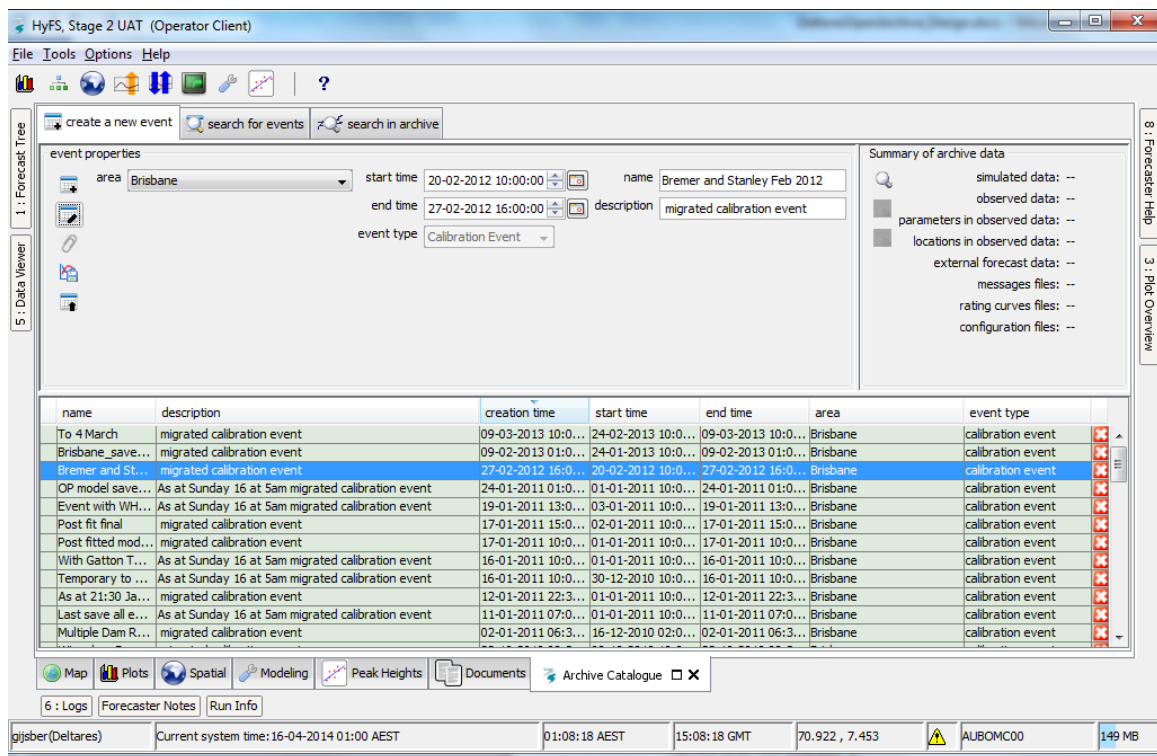 HyFS, Stage 2 UAT (Operator Client)
File Tools Options Help
?
1 : Forecast Tree
5 : Data Viewer
8 : Forecaster Help
3 : Plot Overview
create a new event search for events search in archive
event properties
area Brisbane start time 20-02-2012 10:00:00 name Bremer and Stanley Feb 2012
end time 27-02-2012 16:00:00 description migrated calibration event
event type Calibration Event
Summary of archive data
simulated data: --
observed data: --
parameters in observed data: --
locations in observed data: --
external forecast data: --
messages files: --
rating curves files: --
configuration files: --
name description creation time start time end time area event type
To 4 March migrated calibration event 09-03-2013 10:0... 24-02-2013 10:0... 09-03-2013 10:0... Brisbane calibration event
Brisbane_save... migrated calibration event 09-02-2013 01:0... 24-01-2013 10:0... 09-02-2013 01:0... Brisbane calibration event
Bremer and St... migrated calibration event 27-02-2012 16:0... 20-02-2012 10:0... 27-02-2012 16:0... Brisbane calibration event
OP model save... As at Sunday 16 at 5am migrated calibration event 24-01-2011 01:0... 01-01-2011 10:0... 24-01-2011 01:0... Brisbane calibration event
Event with WH... As at Sunday 16 at 5am migrated calibration event 19-01-2011 13:0... 03-01-2011 10:0... 19-01-2011 13:0... Brisbane calibration event
Post fit final migrated calibration event 17-01-2011 15:0... 02-01-2011 10:0... 17-01-2011 15:0... Brisbane calibration event
Post fitted mod... migrated calibration event 17-01-2011 10:0... 01-01-2011 10:0... 17-01-2011 10:0... Brisbane calibration event
With Gatton T... As at Sunday 16 at 5am migrated calibration event 16-01-2011 10:0... 01-01-2011 10:0... 16-01-2011 10:0... Brisbane calibration event
Temporary to ... As at Sunday 16 at 5am migrated calibration event 16-01-2011 10:0... 30-12-2010 10:0... 16-01-2011 10:0... Brisbane calibration event
As at 21:30 Ja... migrated calibration event 12-01-2011 22:3... 01-01-2011 10:0... 12-01-2011 22:3... Brisbane calibration event
Last save all e... As at Sunday 16 at 5am migrated calibration event 11-01-2011 07:0... 01-01-2011 10:0... 11-01-2011 07:0... Brisbane calibration event
Multiple Dam R... migrated calibration event 02-01-2011 06:3... 16-12-2010 02:0... 02-01-2011 06:3... Brisbane calibration event
Map Plots Spatial Modeling Peak Heights Documents Archive Catalogue
6 : Logs Forecaster Notes Run Info
gijsber(Deltares) Current system time:16-04-2014 01:00 AEST 01:08:18 AEST 15:08:18 GMT 70.922 , 7.453 AUBOMC00 149 MB